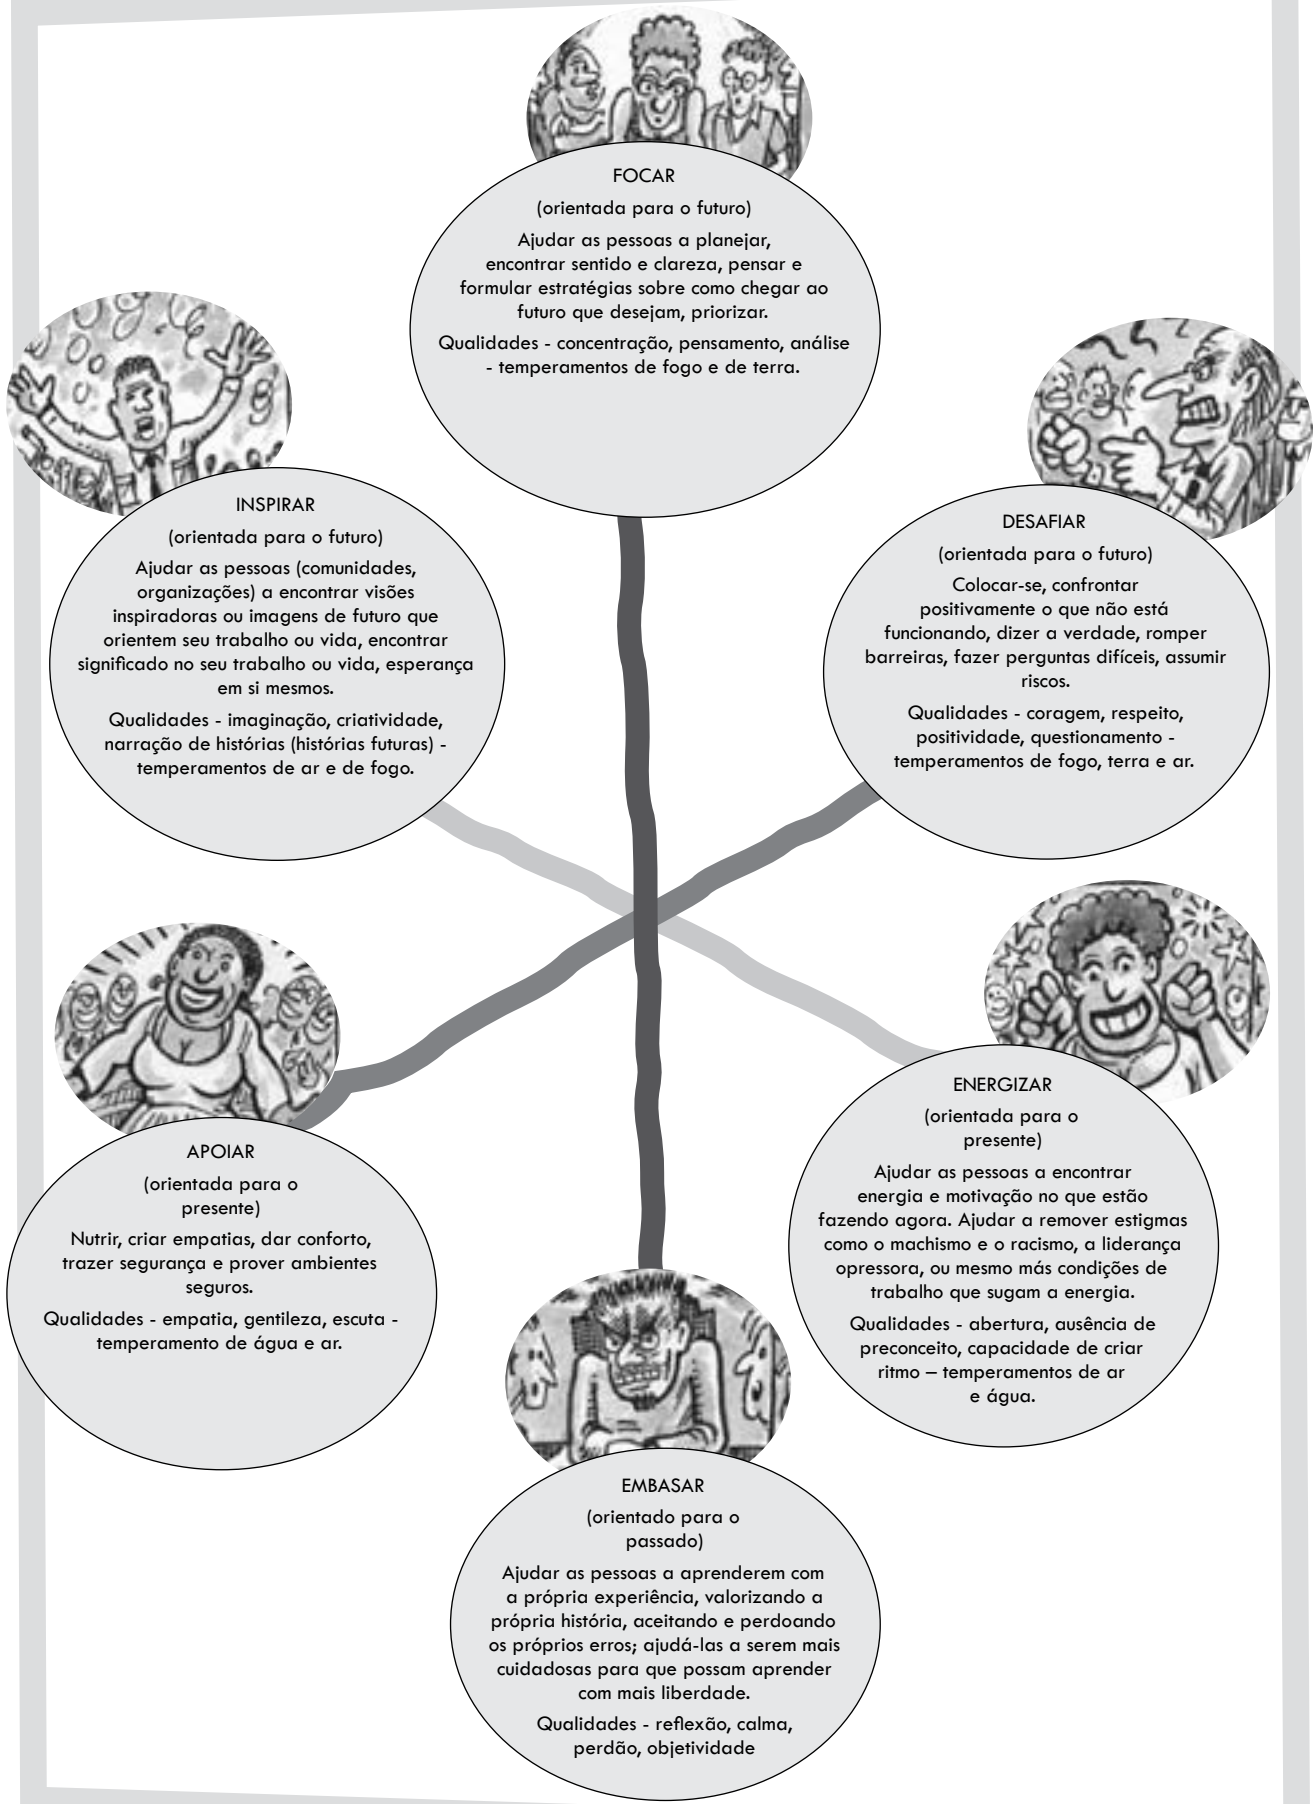 FOCAR
(orientada para o futuro)
Ajudar as pessoas a planejar,
encontrar sentido e clareza, pensar e
formular estratégias sobre como chegar ao
futuro que desejam, priorizar.
Qualidades - concentração, pensamento, análise
- temperamentos de fogo e de terra.
INSPIRAR
(orientada para o futuro)
Ajudar as pessoas (comunidades,
organizações) a encontrar visões
inspiradoras ou imagens de futuro que
orientem seu trabalho ou vida, encontrar
significado no seu trabalho ou vida, esperança
em si mesmos.
Qualidades - imaginação, criatividade,
narração de histórias (histórias futuras) -
temperamentos de ar e de fogo.
DESAFIAR
(orientada para o futuro)
Colocar-se, confrontar
positivamente o que não está
funcionando, dizer a verdade, romper
barreiras, fazer perguntas difíceis, assumir
riscos.
Qualidades - coragem, respeito,
positividade, questionamento -
temperamentos de fogo, terra e ar.
APOIAR
(orientada para o
presente)
Nutrir, criar empatias, dar conforto,
trazer segurança e prover ambientes
seguros.
Qualidades - empatia, gentileza, escuta -
temperamento de água e ar.
ENERGIZAR
(orientada para o
presente)
Ajudar as pessoas a encontrar
energia e motivação no que estão
fazendo agora. Ajudar a remover estigmas
como o machismo e o racismo, a liderança
opressora, ou mesmo más condições de
trabalho que sugam a energia.
Qualidades - abertura, ausência de
preconceito, capacidade de criar
ritmo – temperamentos de ar
e água.
EMBASAR
(orientado para o
passado)
Ajudar as pessoas a aprenderem com
a própria experiência, valorizando a
própria história, aceitando e perdoando
os próprios erros; ajudá-las a serem mais
cuidadosas para que possam aprender
com mais liberdade.
Qualidades - reflexão, calma,
perdão, objetividade